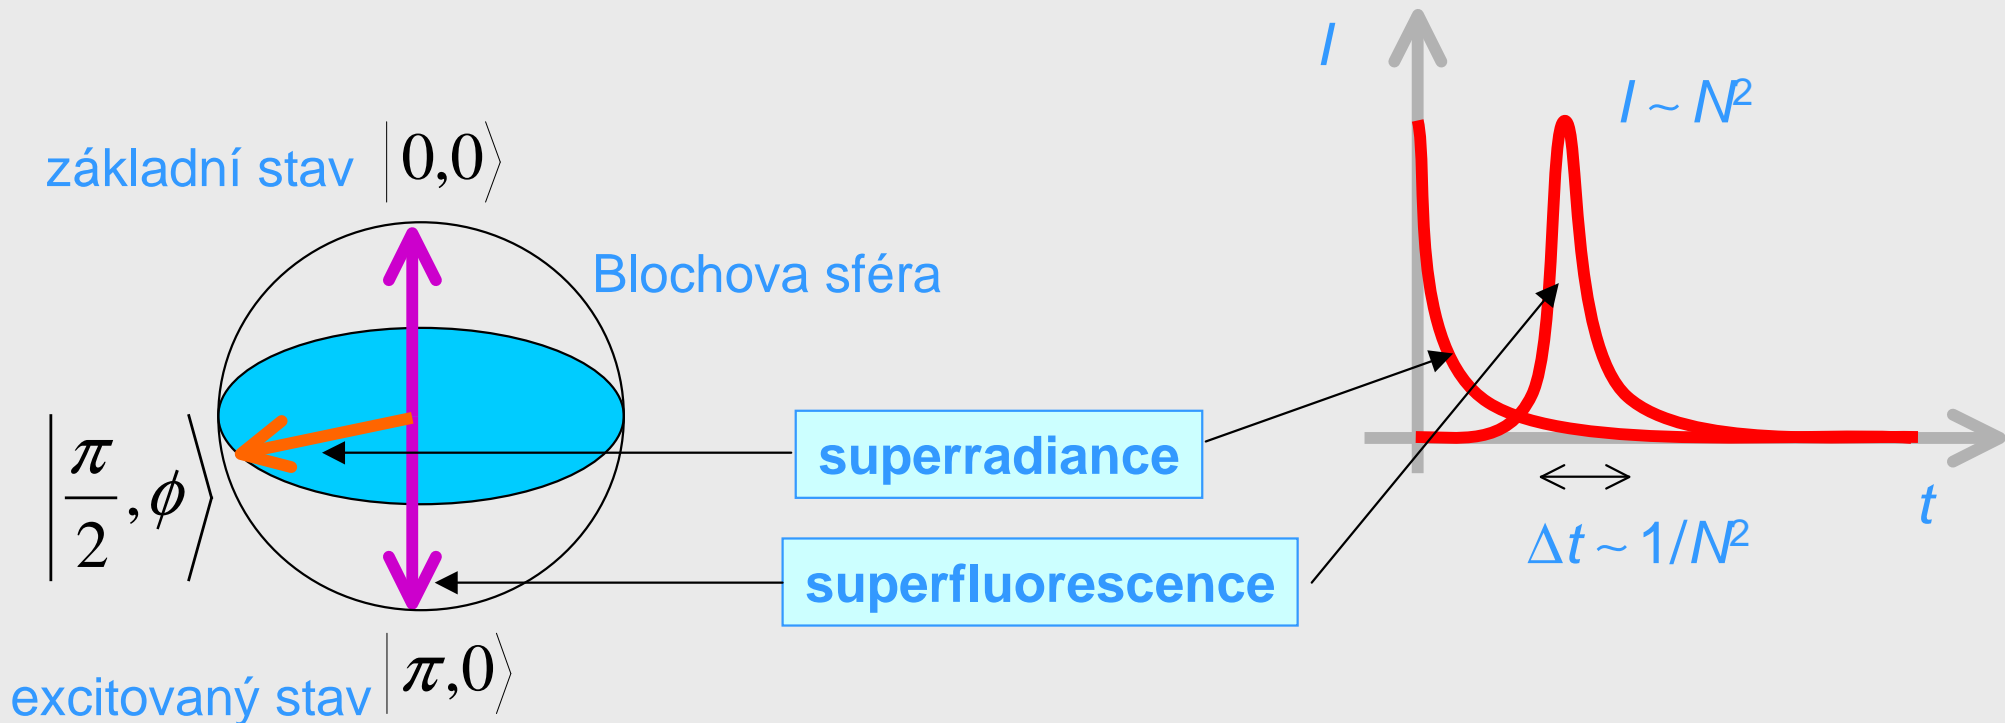 I
I ~ N²
základní stav |0,0⟩
Blochova sféra
|π/2, ϕ⟩
superradiance
t
Δt ~ 1/N²
superfluorescence
|π,0⟩
excitovaný stav